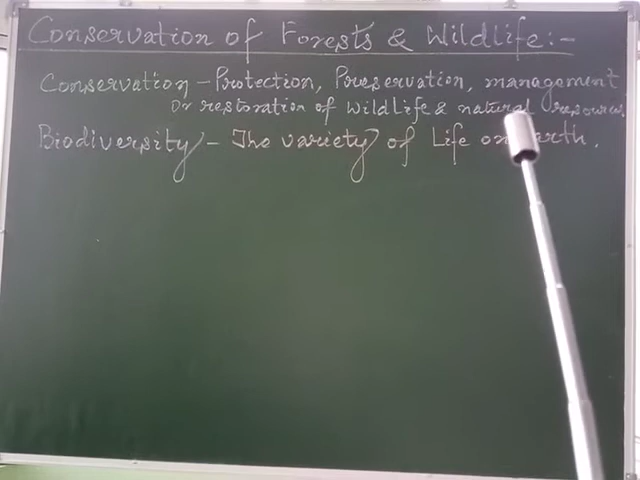 Conservation of Forests & Wildlife:-
Conservation - Protection, Preservation, management
Or restoration of Wildlife & natural resources.
Biodiversity - The variety of Life on earth.